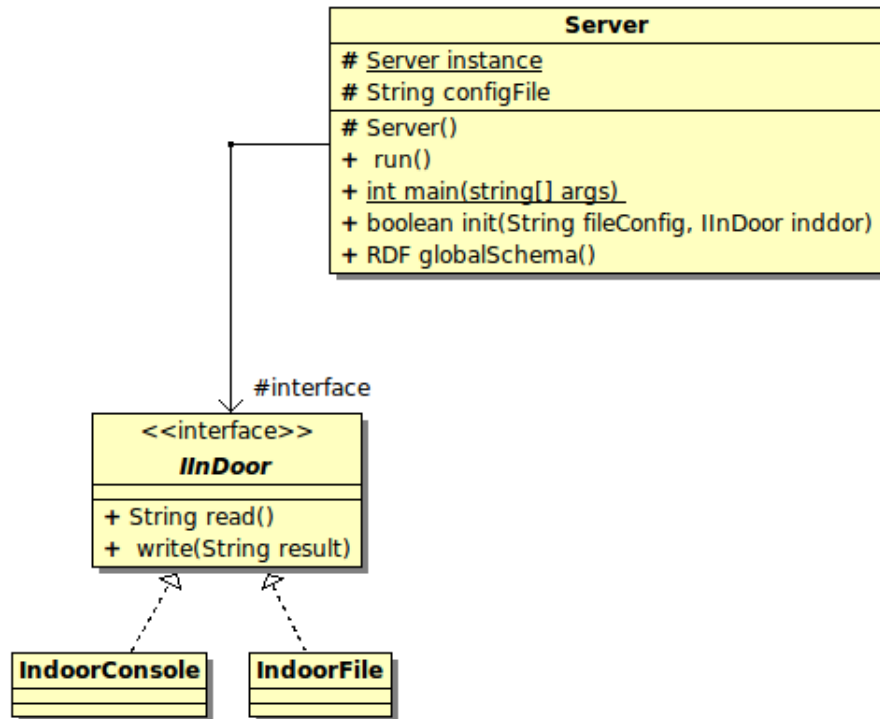 Server
# Server instance
# String configFile
# Server()
+ run()
+ int main(string[] args)
+ boolean init(String fileConfig, IInDoor inddor)
+ RDF globalSchema()
#interface
<<interface>>
IInDoor
+ String read()
+ write(String result)
IndoorConsole
IndoorFile